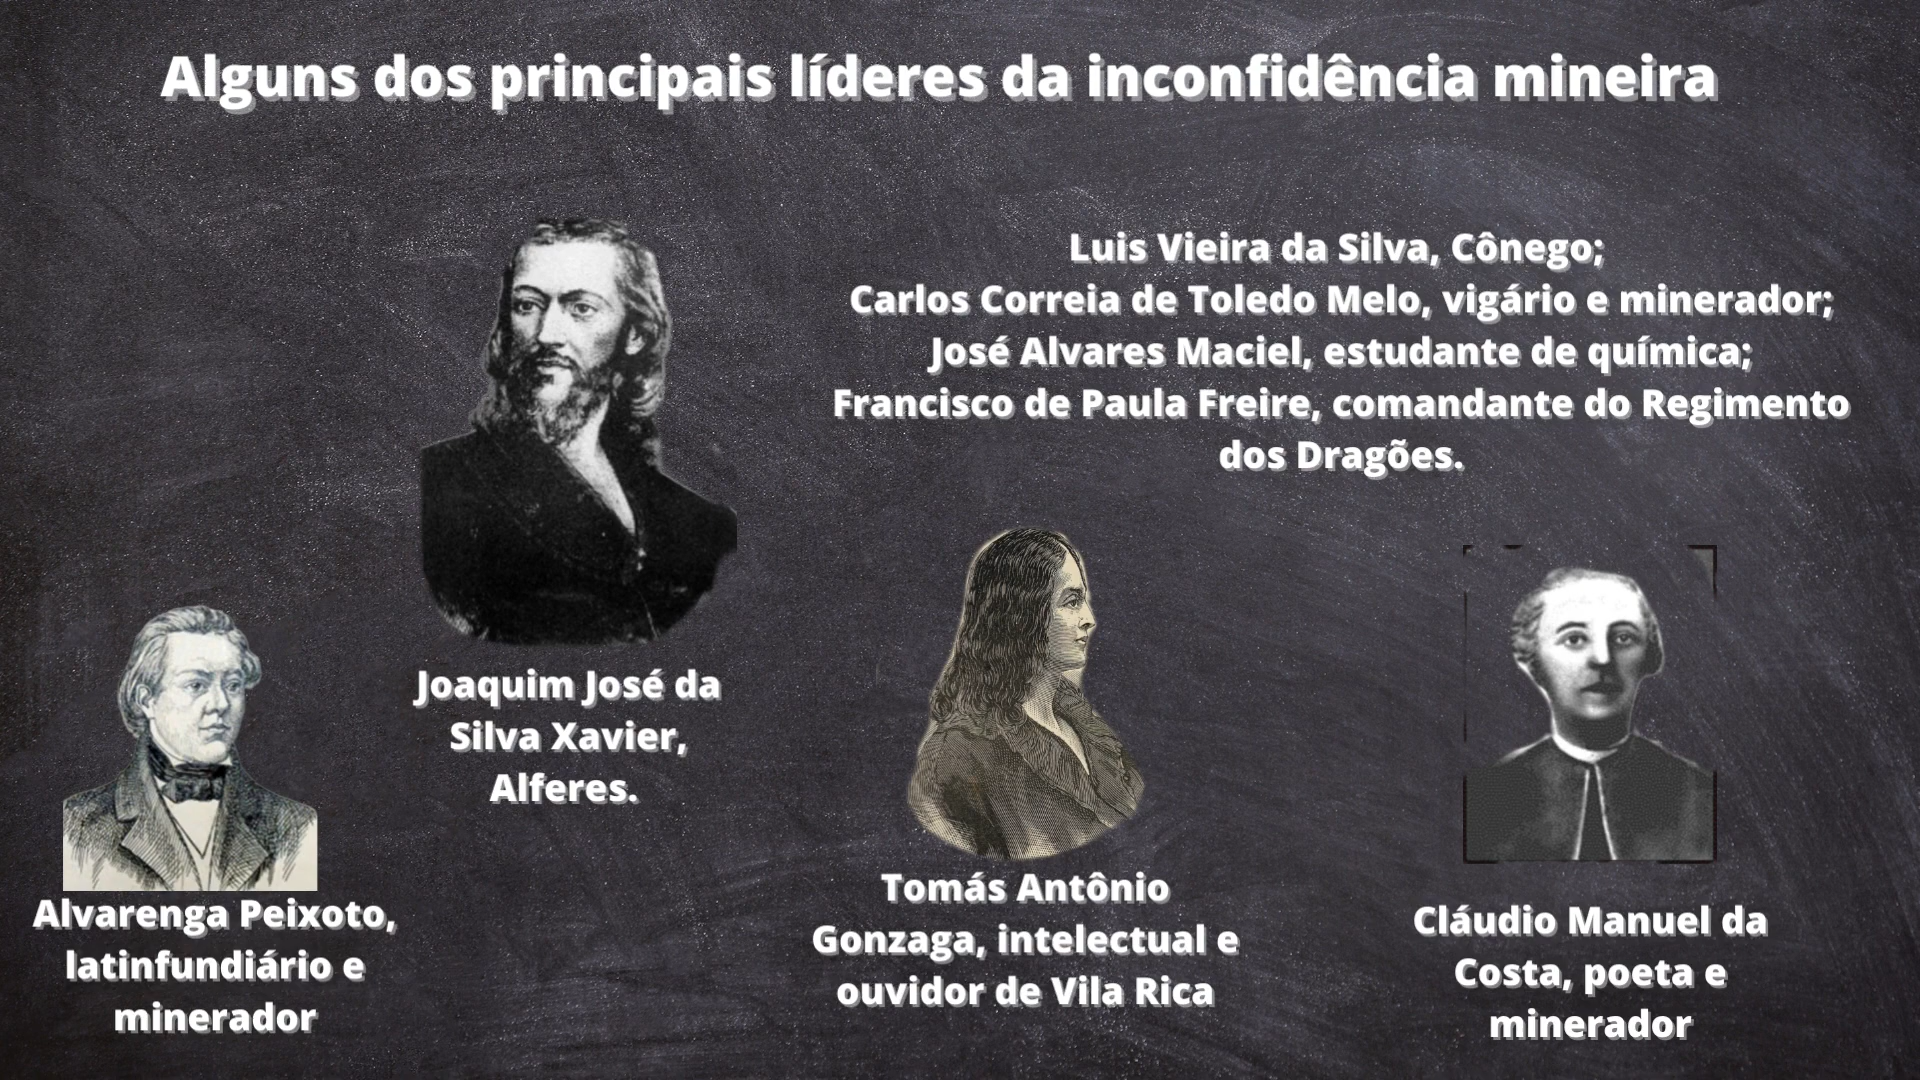 Alguns dos principais líderes da inconfidência mineira
Luis Vieira da Silva, Cônego;
Carlos Correia de Toledo Melo, vigário e minerador;
José Alvares Maciel, estudante de química;
Francisco de Paula Freire, comandante do Regimento
dos Dragões.
Joaquim José da
Silva Xavier,
Alferes.
Alvarenga Peixoto,
latinfundiário e
minerador
Tomás Antônio
Gonzaga, intelectual e
ouvidor de Vila Rica
Cláudio Manuel da
Costa, poeta e
minerador